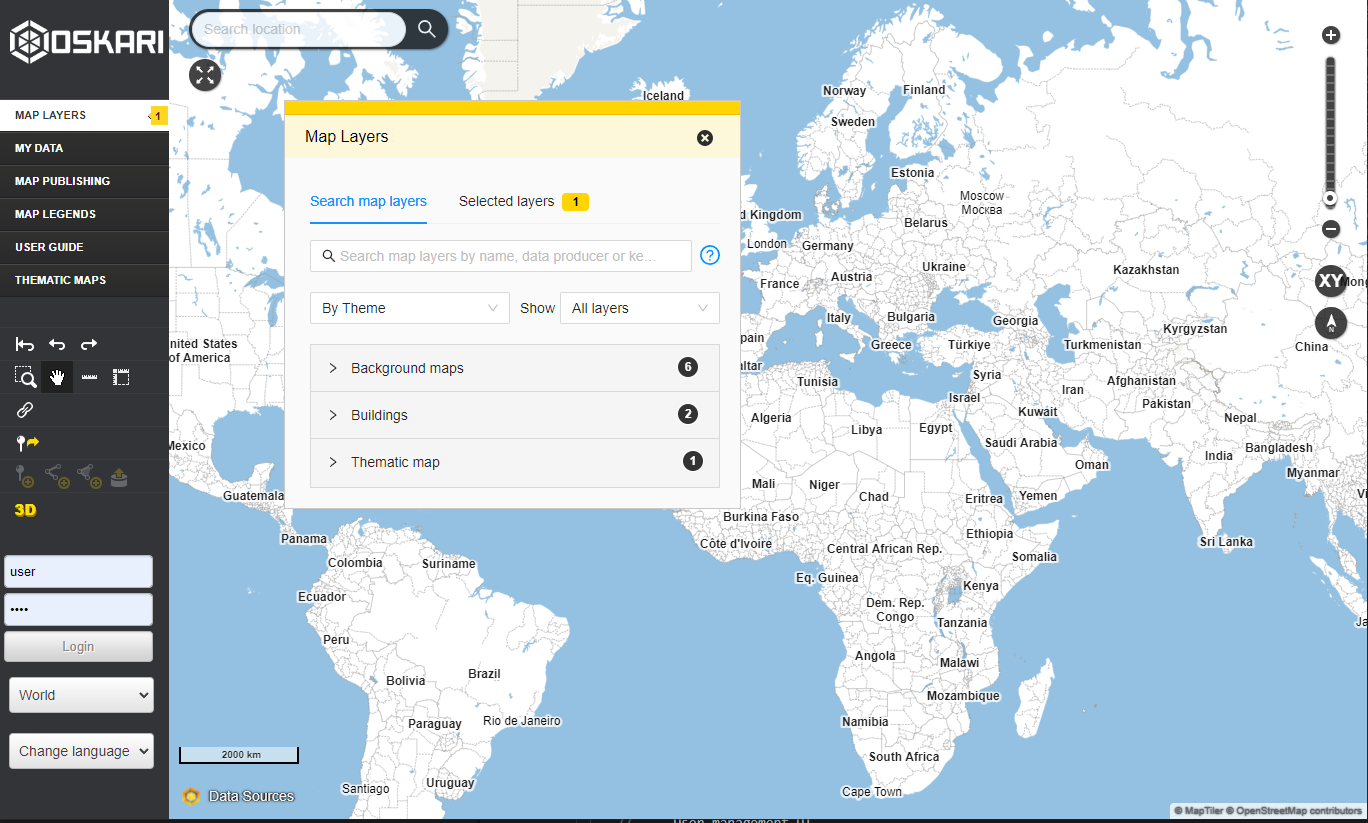 OSKARI
MAP LAYERS
1
MY DATA
MAP PUBLISHING
MAP LEGENDS
USER GUIDE
THEMATIC MAPS
3D
user
••••
Login
World
Change language
Search location
Map Layers
Search map layers
Selected layers 1
Search map layers by name, data producer or ke...
?
By Theme
Show
All layers
Background maps 6
Buildings 2
Thematic map 1
XY
N
Iceland
Norway
Finland
Sweden
Estonia
Moscow
Москва
d Kingdom
Belarus
London
Germany
Ukraine
Kazakhstan
Mong
Austria
France
Italy
Bulgaria
Georgia
Kyrgyzstan
pain
Greece
Türkiye
Turkmenistan
China
nited States
of America
ltar
Tunisia
Syria
Iran
Afghanistan
Israel
Pakistan
Kuwait
Nepal
Algeria
Libya
Egypt
Saudi Arabia
Bangladesh
India
Mexico
Oman
Myanmar
Mali
Niger
Chad
Eritrea
Yemen
Vi
Guatemala
Burkina Faso
Ethiopia
Panama
Côte d'Ivoire
Central African Rep.
Somalia
Sri Lanka
Colombia
Suriname
Eq. Guinea
Kenya
Ecuador
Dem. Rep.
Congo
Tanzania
Ja
Peru
Angola
Malawi
Bolivia
Brazil
Mozambique
Paraguay
Rio de Janeiro
Namibia
South Africa
Santiago
Uruguay
Cape Town
2000 km
Data Sources
© MapTiler © OpenStreetMap contributors